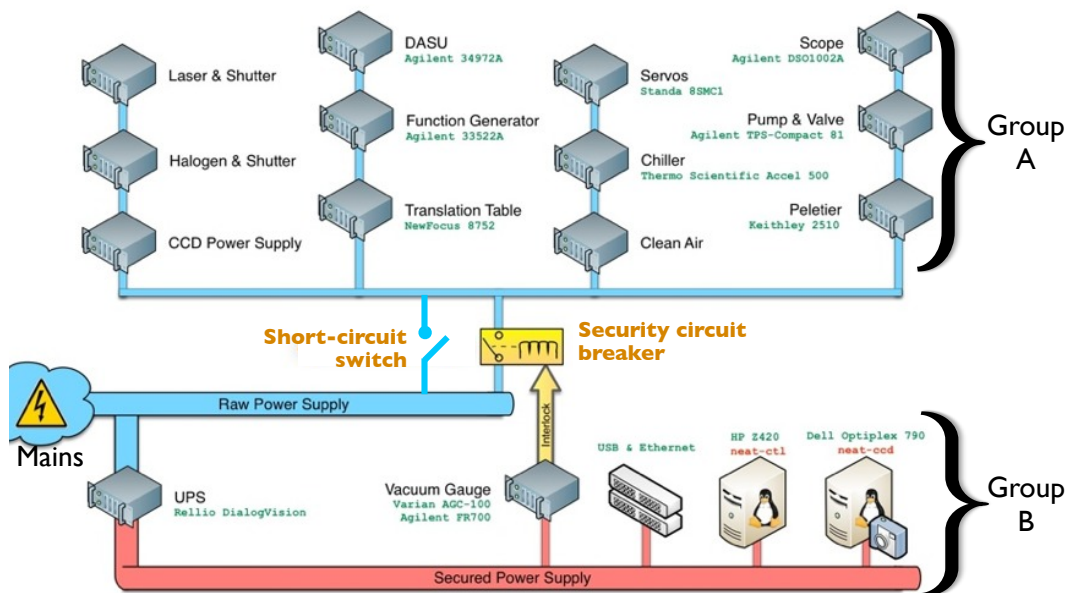 Laser & Shutter
Halogen & Shutter
CCD Power Supply
DASU
Agilent 34972A
Function Generator
Agilent 33522A
Translation Table
NewFocus 8752
Servos
Standa 8SMC1
Chiller
Thermo Scientific Accel 500
Clean Air
Scope
Agilent DSO1002A
Pump & Valve
Agilent TPS-Compact 81
Peletier
Keithley 2510
Group
A
Short-circuit
switch
Security circuit
breaker
Raw Power Supply
Mains
Interlock
UPS
Rellio DialogVision
Vacuum Gauge
Varian AGC-100
Agilent FR700
USB & Ethernet
HP Z420
neat-ctl
Dell Optiplex 790
neat-ccd
Group
B
Secured Power Supply